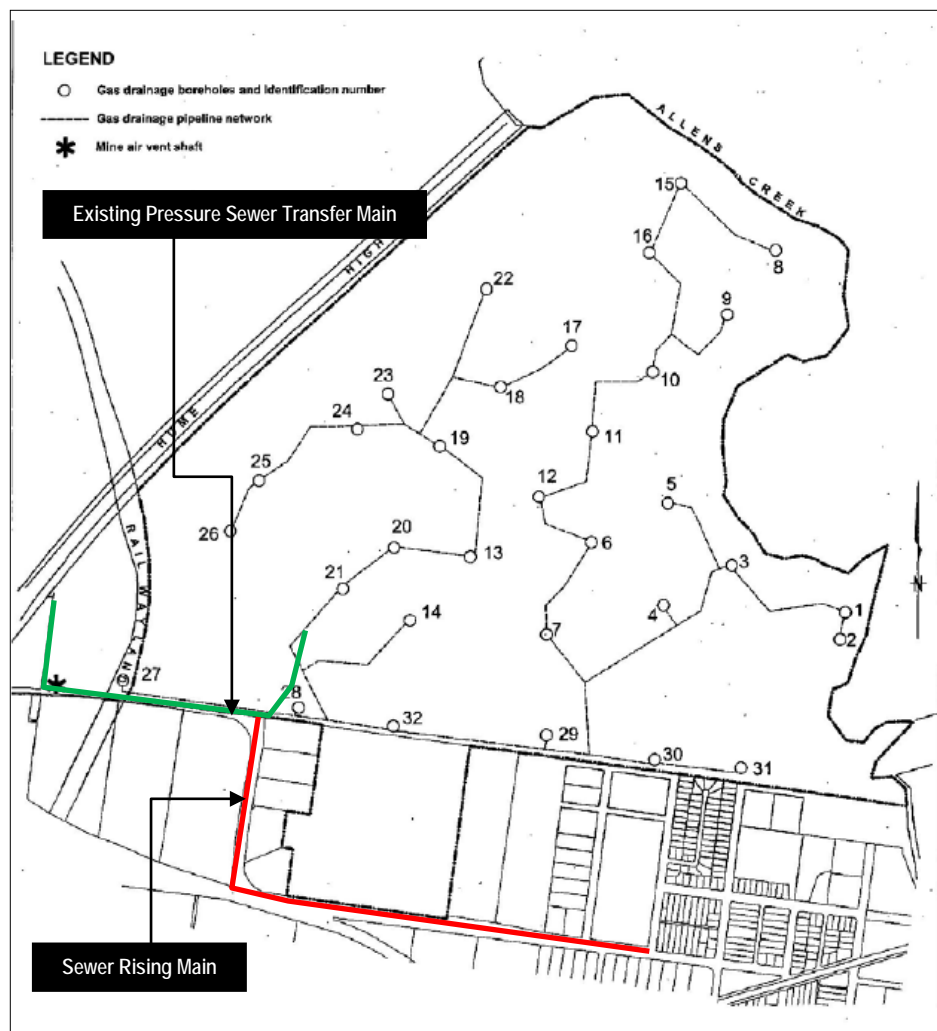 LEGEND
Gas drainage boreholes and identification number
Gas drainage pipeline network
Mine air vent shaft
ALLENS
CREEK
Existing Pressure Sewer Transfer Main
HIGH
HUME
RAILWAY LAND
15
16
8
22
9
17
23
10
18
24
19
11
25
12
5
26
20
13
6
3
21
14
4
1
2
7
N
27
28
32
29
30
31
Sewer Rising Main